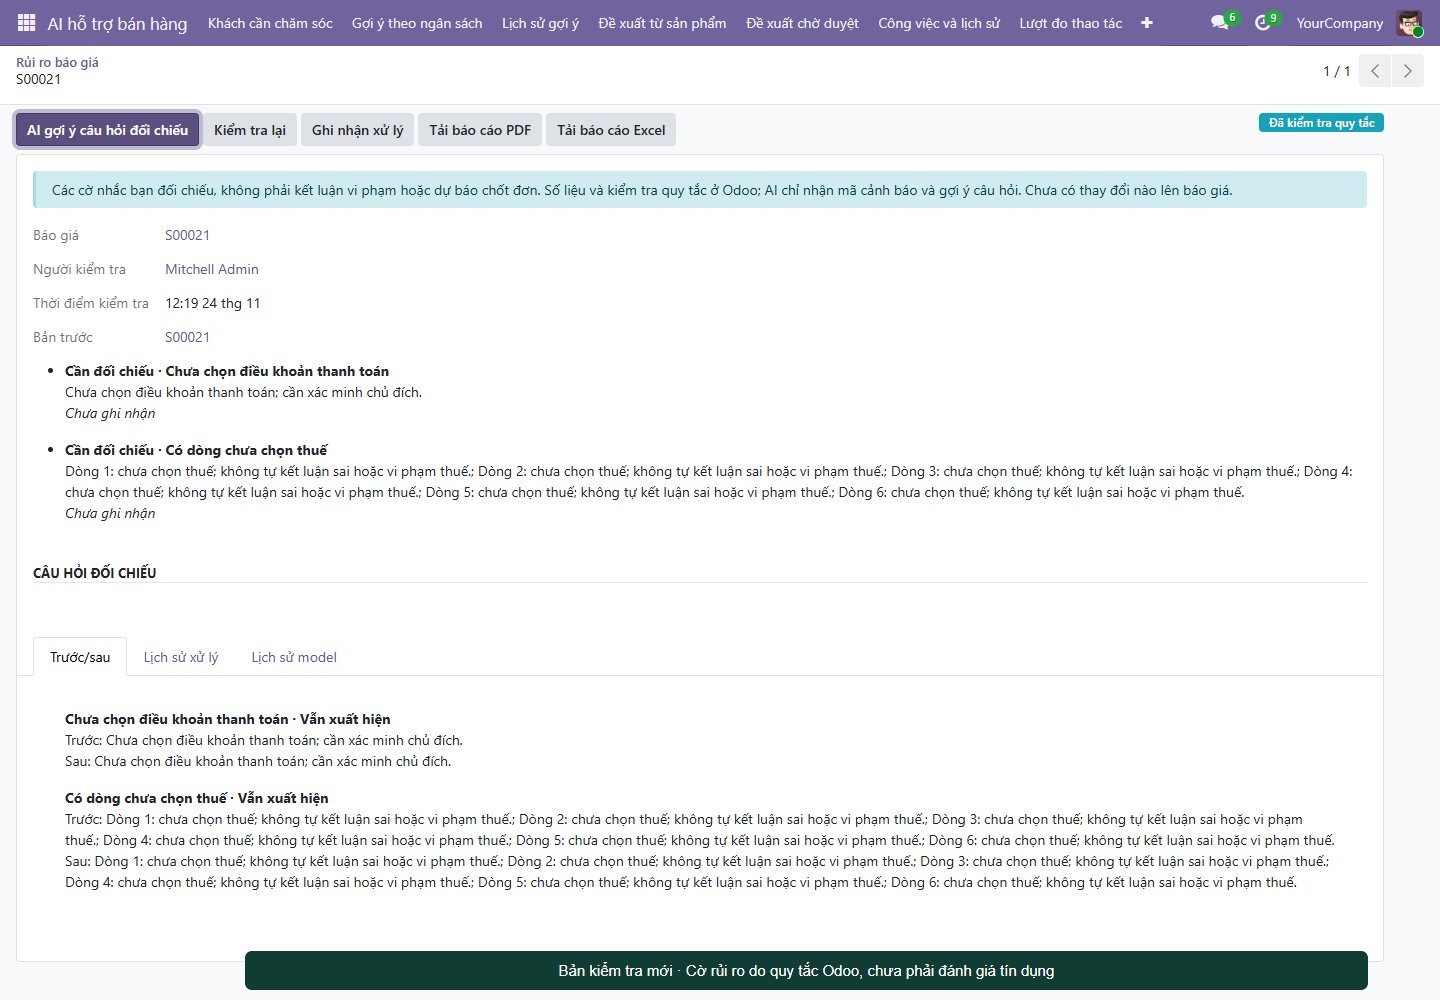 AI hỗ trợ bán hàng Khách cần chăm sóc Gợi ý theo ngân sách Lịch sử gợi ý Đề xuất từ sản phẩm Đề xuất chờ duyệt Công việc và lịch sử Lượt đo thao tác 6 9 YourCompany
Rủi ro báo giá
S00021
1 / 1
AI gợi ý câu hỏi đối chiếu Kiểm tra lại Ghi nhận xử lý Tải báo cáo PDF Tải báo cáo Excel Đã kiểm tra quy tắc
Các cờ nhắc bạn đối chiếu, không phải kết luận vi phạm hoặc dự báo chốt đơn. Số liệu và kiểm tra quy tắc ở Odoo; AI chỉ nhận mã cảnh báo và gợi ý câu hỏi. Chưa có thay đổi nào lên báo giá.
Báo giá S00021
Người kiểm tra Mitchell Admin
Thời điểm kiểm tra 12:19 24 thg 11
Bản trước S00021
• Cần đối chiếu · Chưa chọn điều khoản thanh toán
Chưa chọn điều khoản thanh toán; cần xác minh chủ đích.
Chưa ghi nhận
• Cần đối chiếu · Có dòng chưa chọn thuế
Dòng 1: chưa chọn thuế; không tự kết luận sai hoặc vi phạm thuế.; Dòng 2: chưa chọn thuế; không tự kết luận sai hoặc vi phạm thuế.; Dòng 3: chưa chọn thuế; không tự kết luận sai hoặc vi phạm thuế.; Dòng 4:
chưa chọn thuế; không tự kết luận sai hoặc vi phạm thuế.; Dòng 5: chưa chọn thuế; không tự kết luận sai hoặc vi phạm thuế.; Dòng 6: chưa chọn thuế; không tự kết luận sai hoặc vi phạm thuế.
Chưa ghi nhận
CÂU HỎI ĐỐI CHIẾU
Trước/sau Lịch sử xử lý Lịch sử model
Chưa chọn điều khoản thanh toán · Vẫn xuất hiện
Trước: Chưa chọn điều khoản thanh toán; cần xác minh chủ đích.
Sau: Chưa chọn điều khoản thanh toán; cần xác minh chủ đích.
Có dòng chưa chọn thuế · Vẫn xuất hiện
Trước: Dòng 1: chưa chọn thuế; không tự kết luận sai hoặc vi phạm thuế.; Dòng 2: chưa chọn thuế; không tự kết luận sai hoặc vi phạm thuế.; Dòng 3: chưa chọn thuế; không tự kết luận sai hoặc vi phạm
thuế.; Dòng 4: chưa chọn thuế; không tự kết luận sai hoặc vi phạm thuế.; Dòng 5: chưa chọn thuế; không tự kết luận sai hoặc vi phạm thuế.; Dòng 6: chưa chọn thuế; không tự kết luận sai hoặc vi phạm thuế.
Sau: Dòng 1: chưa chọn thuế; không tự kết luận sai hoặc vi phạm thuế.; Dòng 2: chưa chọn thuế; không tự kết luận sai hoặc vi phạm thuế.; Dòng 3: chưa chọn thuế; không tự kết luận sai hoặc vi phạm thuế.;
Dòng 4: chưa chọn thuế; không tự kết luận sai hoặc vi phạm thuế.; Dòng 5: chưa chọn thuế; không tự kết luận sai hoặc vi phạm thuế.; Dòng 6: chưa chọn thuế; không tự kết luận sai hoặc vi phạm thuế.
Bản kiểm tra mới · Cờ rủi ro do quy tắc Odoo, chưa phải đánh giá tín dụng